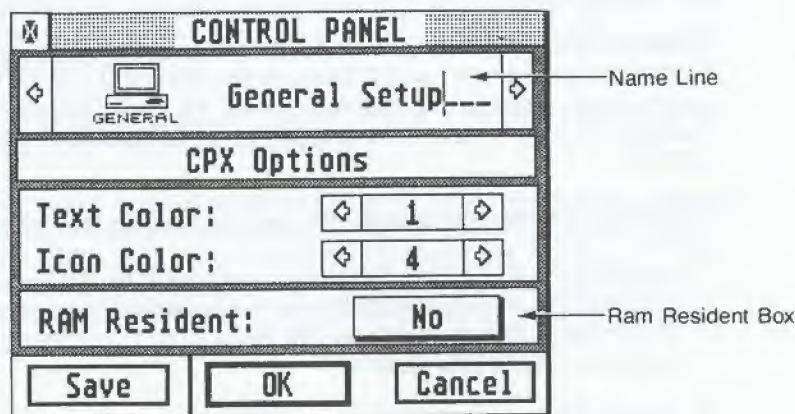 CONTROL PANEL
GENERAL
General Setup___
Name Line
CPX Options
Text Color: 1
Icon Color: 4
RAM Resident: No
Ram Resident Box
Save OK Cancel